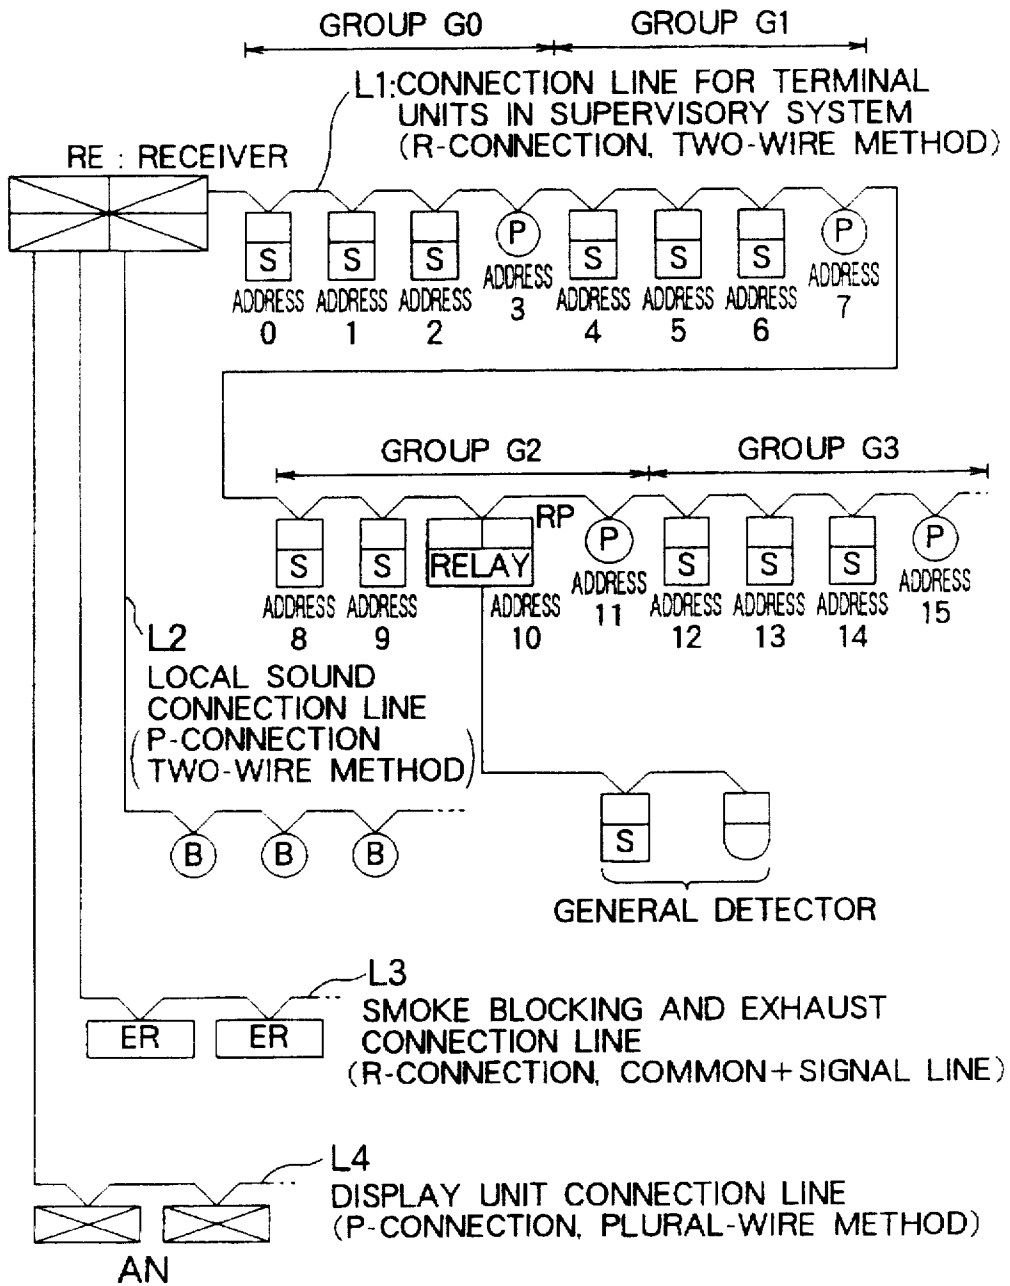 GROUP G0 GROUP G1
L1:CONNECTION LINE FOR TERMINAL
UNITS IN SUPERVISORY SYSTEM
(R-CONNECTION, TWO-WIRE METHOD)
RE : RECEIVER
S S S P S S S P
ADDRESS 0
ADDRESS 1
ADDRESS 2
ADDRESS 3
ADDRESS 4
ADDRESS 5
ADDRESS 6
ADDRESS 7
GROUP G2 GROUP G3
RP
S S RELAY P S S S P
ADDRESS 8
ADDRESS 9
ADDRESS 10
ADDRESS 11
ADDRESS 12
ADDRESS 13
ADDRESS 14
ADDRESS 15
L2
LOCAL SOUND
CONNECTION LINE
(P-CONNECTION
TWO-WIRE METHOD)
B B B
S
GENERAL DETECTOR
L3
SMOKE BLOCKING AND EXHAUST
CONNECTION LINE
(R-CONNECTION, COMMON+SIGNAL LINE)
ER ER
L4
DISPLAY UNIT CONNECTION LINE
(P-CONNECTION, PLURAL-WIRE METHOD)
AN